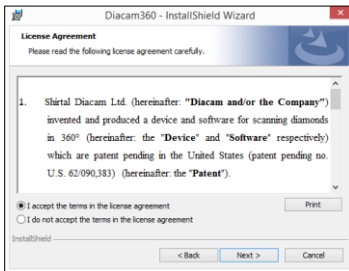 Diacam360 - InstallShield Wizard
License Agreement
Please read the following license agreement carefully.
1. Shirtal Diacam Ltd. (hereinafter: "Diacam and/or the Company")
invented and produced a device and software for scanning diamonds
in 360° (hereinafter: the "Device" and "Software" respectively)
which are patent pending in the United States (patent pending no.
U.S. 62/090,383) (hereinafter: the "Patent").
I accept the terms in the license agreement
Print
I do not accept the terms in the license agreement
InstallShield
< Back
Next >
Cancel